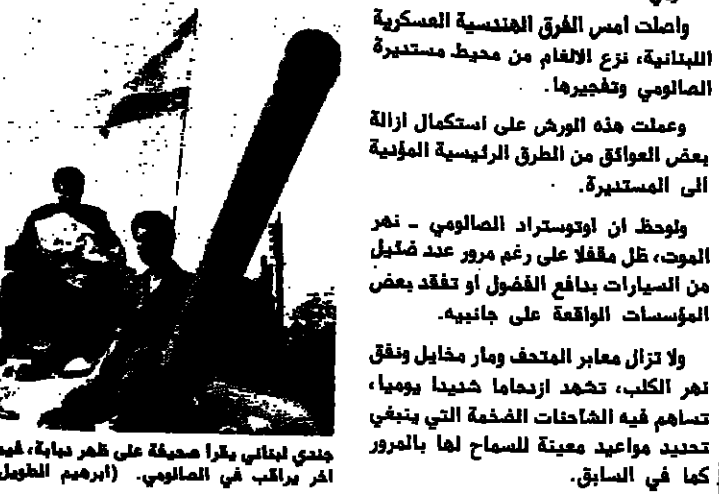 واصلت أمس الفرق الهندسية العسكرية
اللبنانية، نزع الالغام من محيط مستديرة
الصالومي وتفجيرها.
وعملت هذه الورش على استكمال ازالة
بعض العوائق من الطرق الرئيسية المؤدية
الى المستديرة.
ولوحظ ان اوتوستراد الصالومي ـ نهر
الموت، ظل مقفلا على رغم مرور عدد ضئيل
من السيارات بدافع الفضول او تفقد بعض
المؤسسات الواقعة على جانبيه.
ولا تزال معابر المتحف ومار مخايل ونفق
نهر الكلب، تشهد ازدحاما شديدا يوميا،
تساهم فيه الشاحنات الضخمة التي ينبغي
تحديد مواعيد معينة للسماح لها بالمرور
كما في السابق.
جندي لبناني يقرأ صحيفة على ظهر دبابة،
اخر يراقب في الصالومي. (أبرهيم الطويل